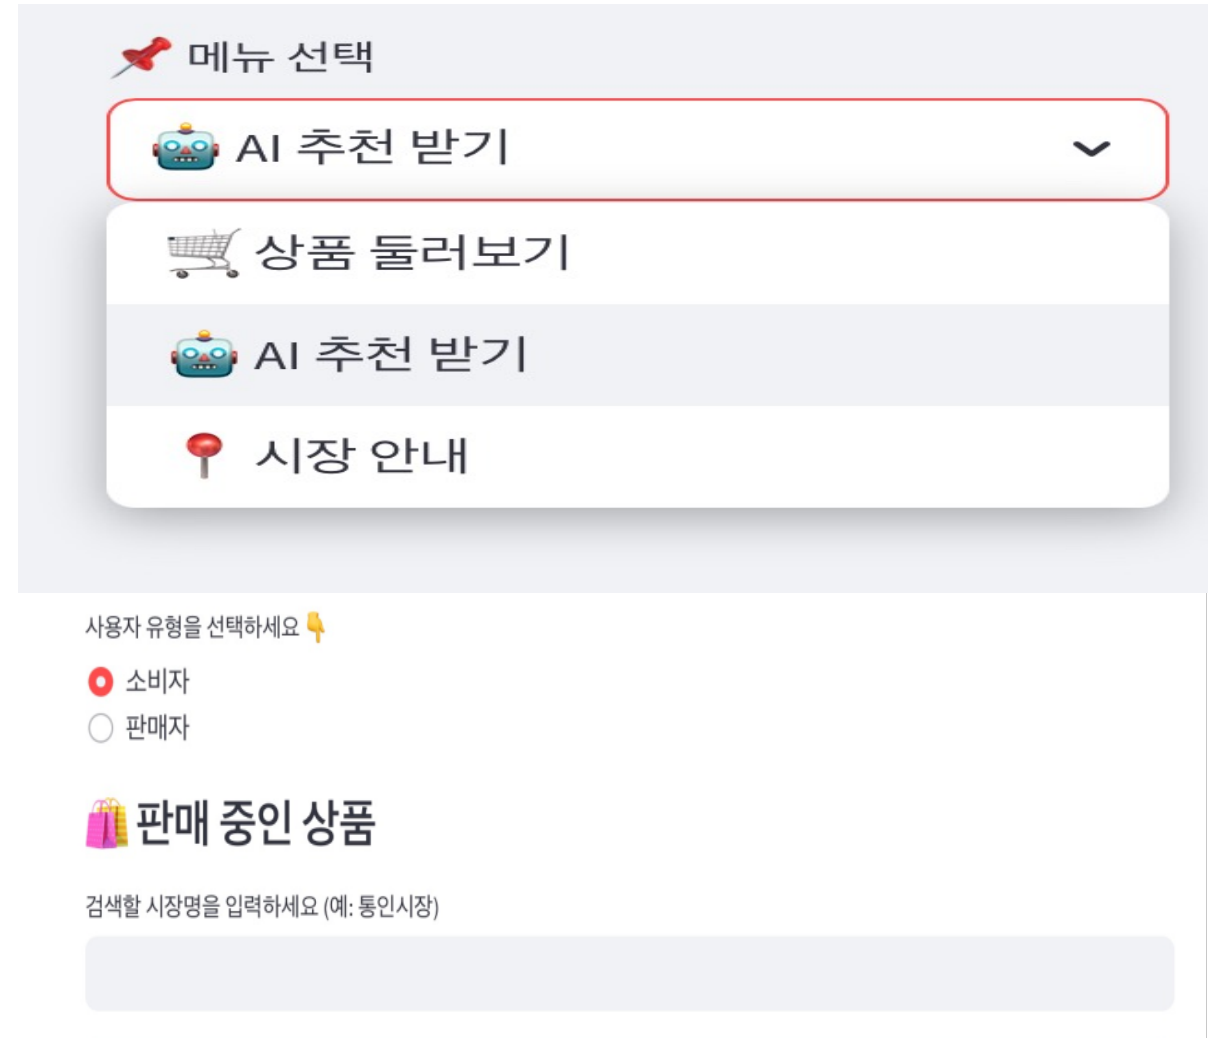 📌 메뉴 선택
🤖 AI 추천 받기
🛒 상품 둘러보기
🤖 AI 추천 받기
📍 시장 안내
사용자 유형을 선택하세요 👇
소비자
판매자
🛍️ 판매 중인 상품
검색할 시장명을 입력하세요 (예: 통인시장)